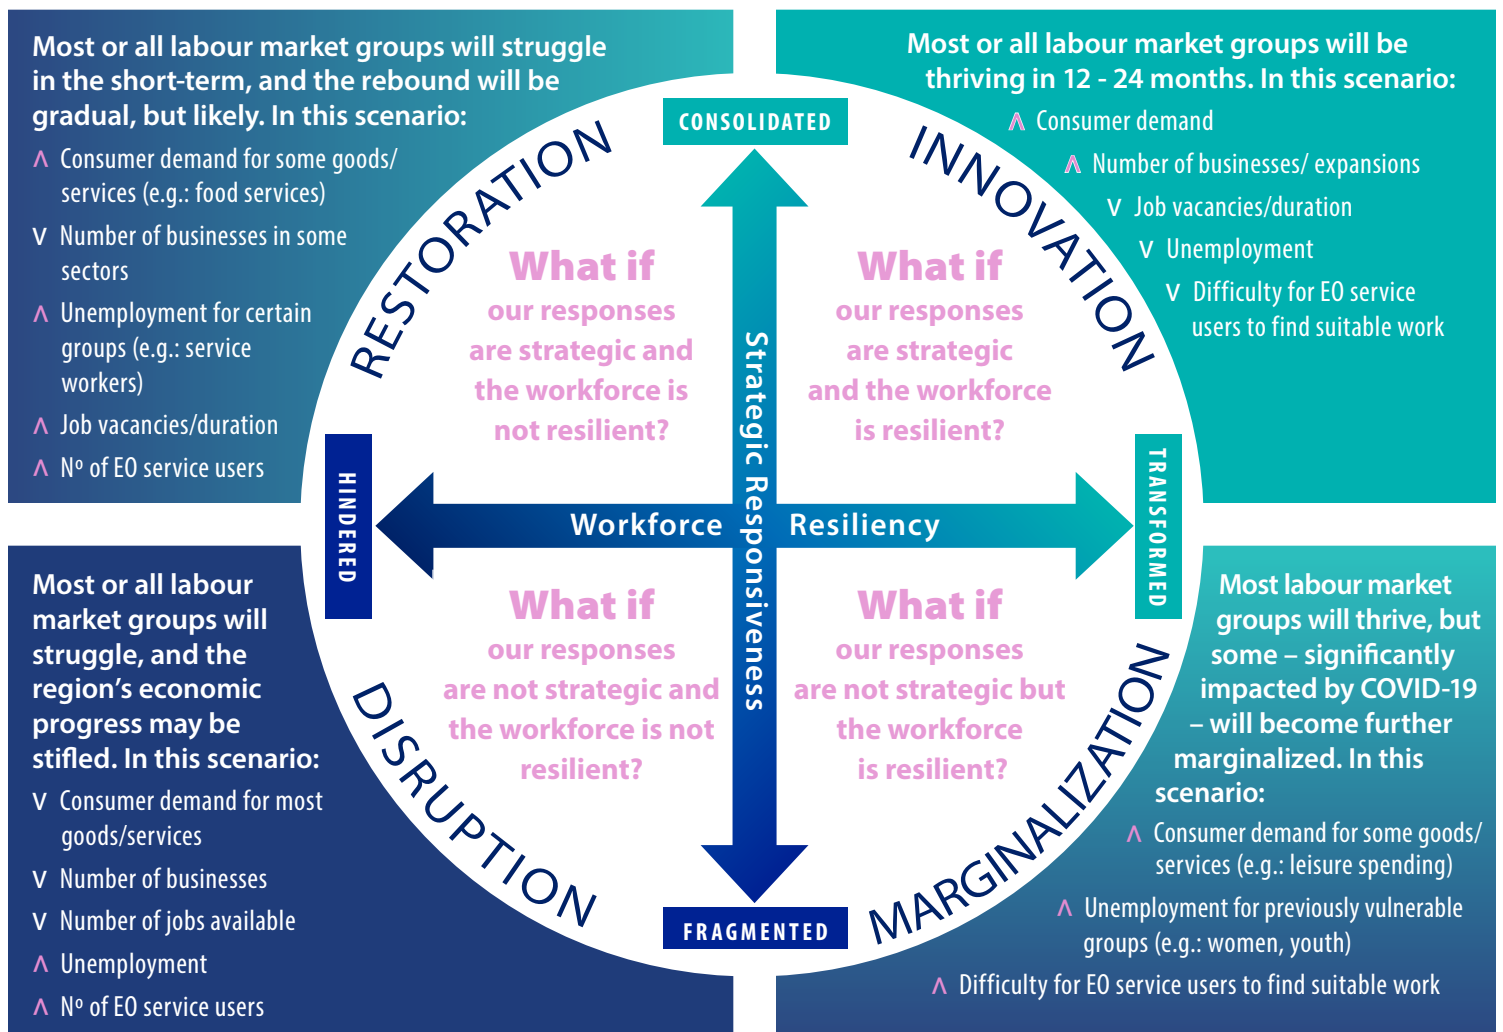 Most or all labour market groups will struggle
in the short-term, and the rebound will be
gradual, but likely. In this scenario:
∧ Consumer demand for some goods/
services (e.g.: food services)
∨ Number of businesses in some
sectors
∧ Unemployment for certain
groups (e.g.: service
workers)
∧ Job vacancies/duration
∧ Nº of EO service users
RESTORATION
What if
our responses
are strategic and
the workforce is
not resilient?
CONSOLIDATED
Most or all labour market groups will be
thriving in 12 - 24 months. In this scenario:
∧ Consumer demand
∧ Number of businesses/ expansions
∨ Job vacancies/duration
∨ Unemployment
∨ Difficulty for EO service
users to find suitable work
INNOVATION
What if
our responses
are strategic
and the workforce
is resilient?
Strategic Responsiveness
HINDERED
Workforce Resiliency
TRANSFORMED
Most or all labour
market groups will
struggle, and the
region’s economic
progress may be
stifled. In this scenario:
∨ Consumer demand for most
goods/services
∨ Number of businesses
∨ Number of jobs available
∧ Unemployment
∧ Nº of EO service users
DISRUPTION
What if
our responses
are not strategic and
the workforce is not
resilient?
FRAGMENTED
What if
our responses
are not strategic but
the workforce
is resilient?
MARGINALIZATION
Most labour market
groups will thrive, but
some – significantly
impacted by COVID-19
– will become further
marginalized. In this
scenario:
∧ Consumer demand for some goods/
services (e.g.: leisure spending)
∧ Unemployment for previously vulnerable
groups (e.g.: women, youth)
∧ Difficulty for EO service users to find suitable work